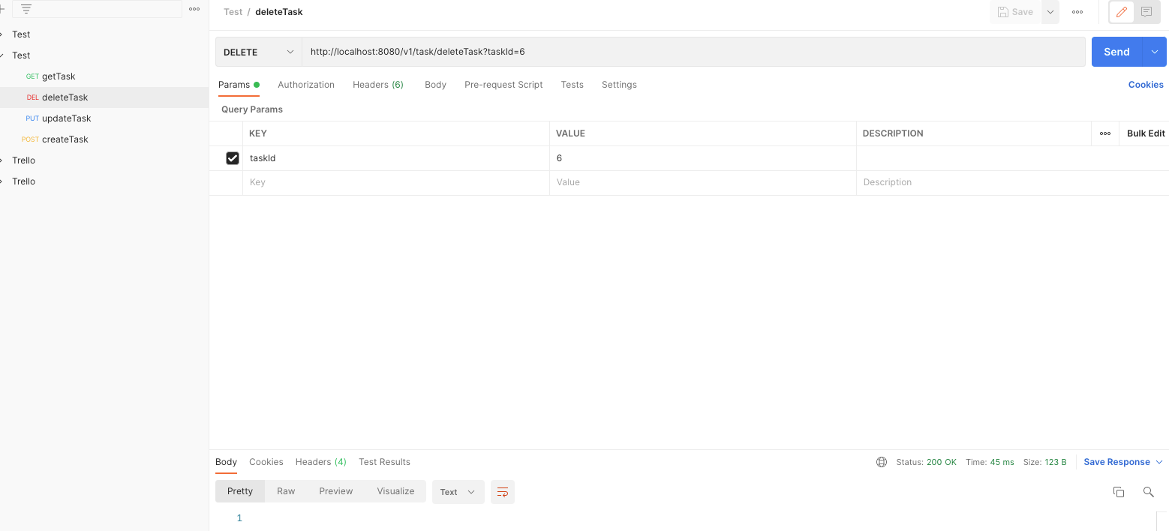 Test / deleteTask
Save
Test
Test
GET getTask
DEL deleteTask
PUT updateTask
POST createTask
Trello
Trello
DELETE http://localhost:8080/v1/task/deleteTask?taskId=6 Send
Params Authorization Headers (6) Body Pre-request Script Tests Settings Cookies
Query Params
KEY VALUE DESCRIPTION Bulk Edit
taskId 6
Key Value Description
Body Cookies Headers (4) Test Results Status: 200 OK Time: 45 ms Size: 123 B Save Response
Pretty Raw Preview Visualize Text
1